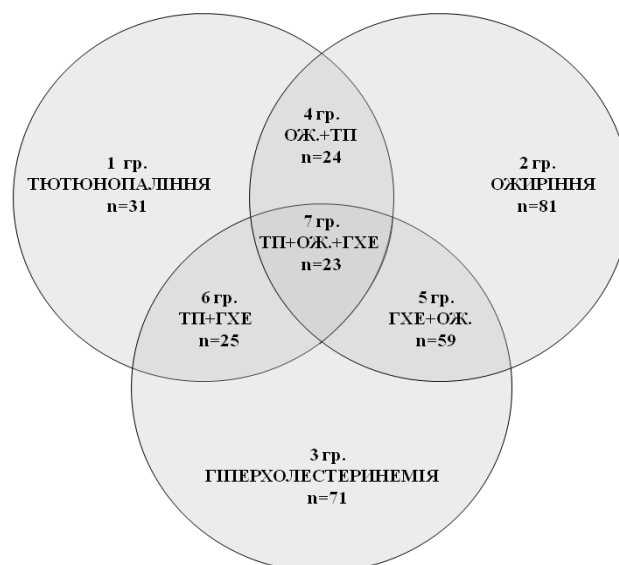 4 гр.
ОЖ.+ТП
n=24
1 гр.
ТЮТЮНОПАЛІННЯ
n=31
2 гр.
ОЖИРІННЯ
n=81
7 гр.
ТП+ОЖ.+ГХЕ
n=23
6 гр.
ТП+ГХЕ
n=25
5 гр.
ГХЕ+ОЖ.
n=59
3 гр.
ГІПЕРХОЛЕСТЕРИНЕМІЯ
n=71